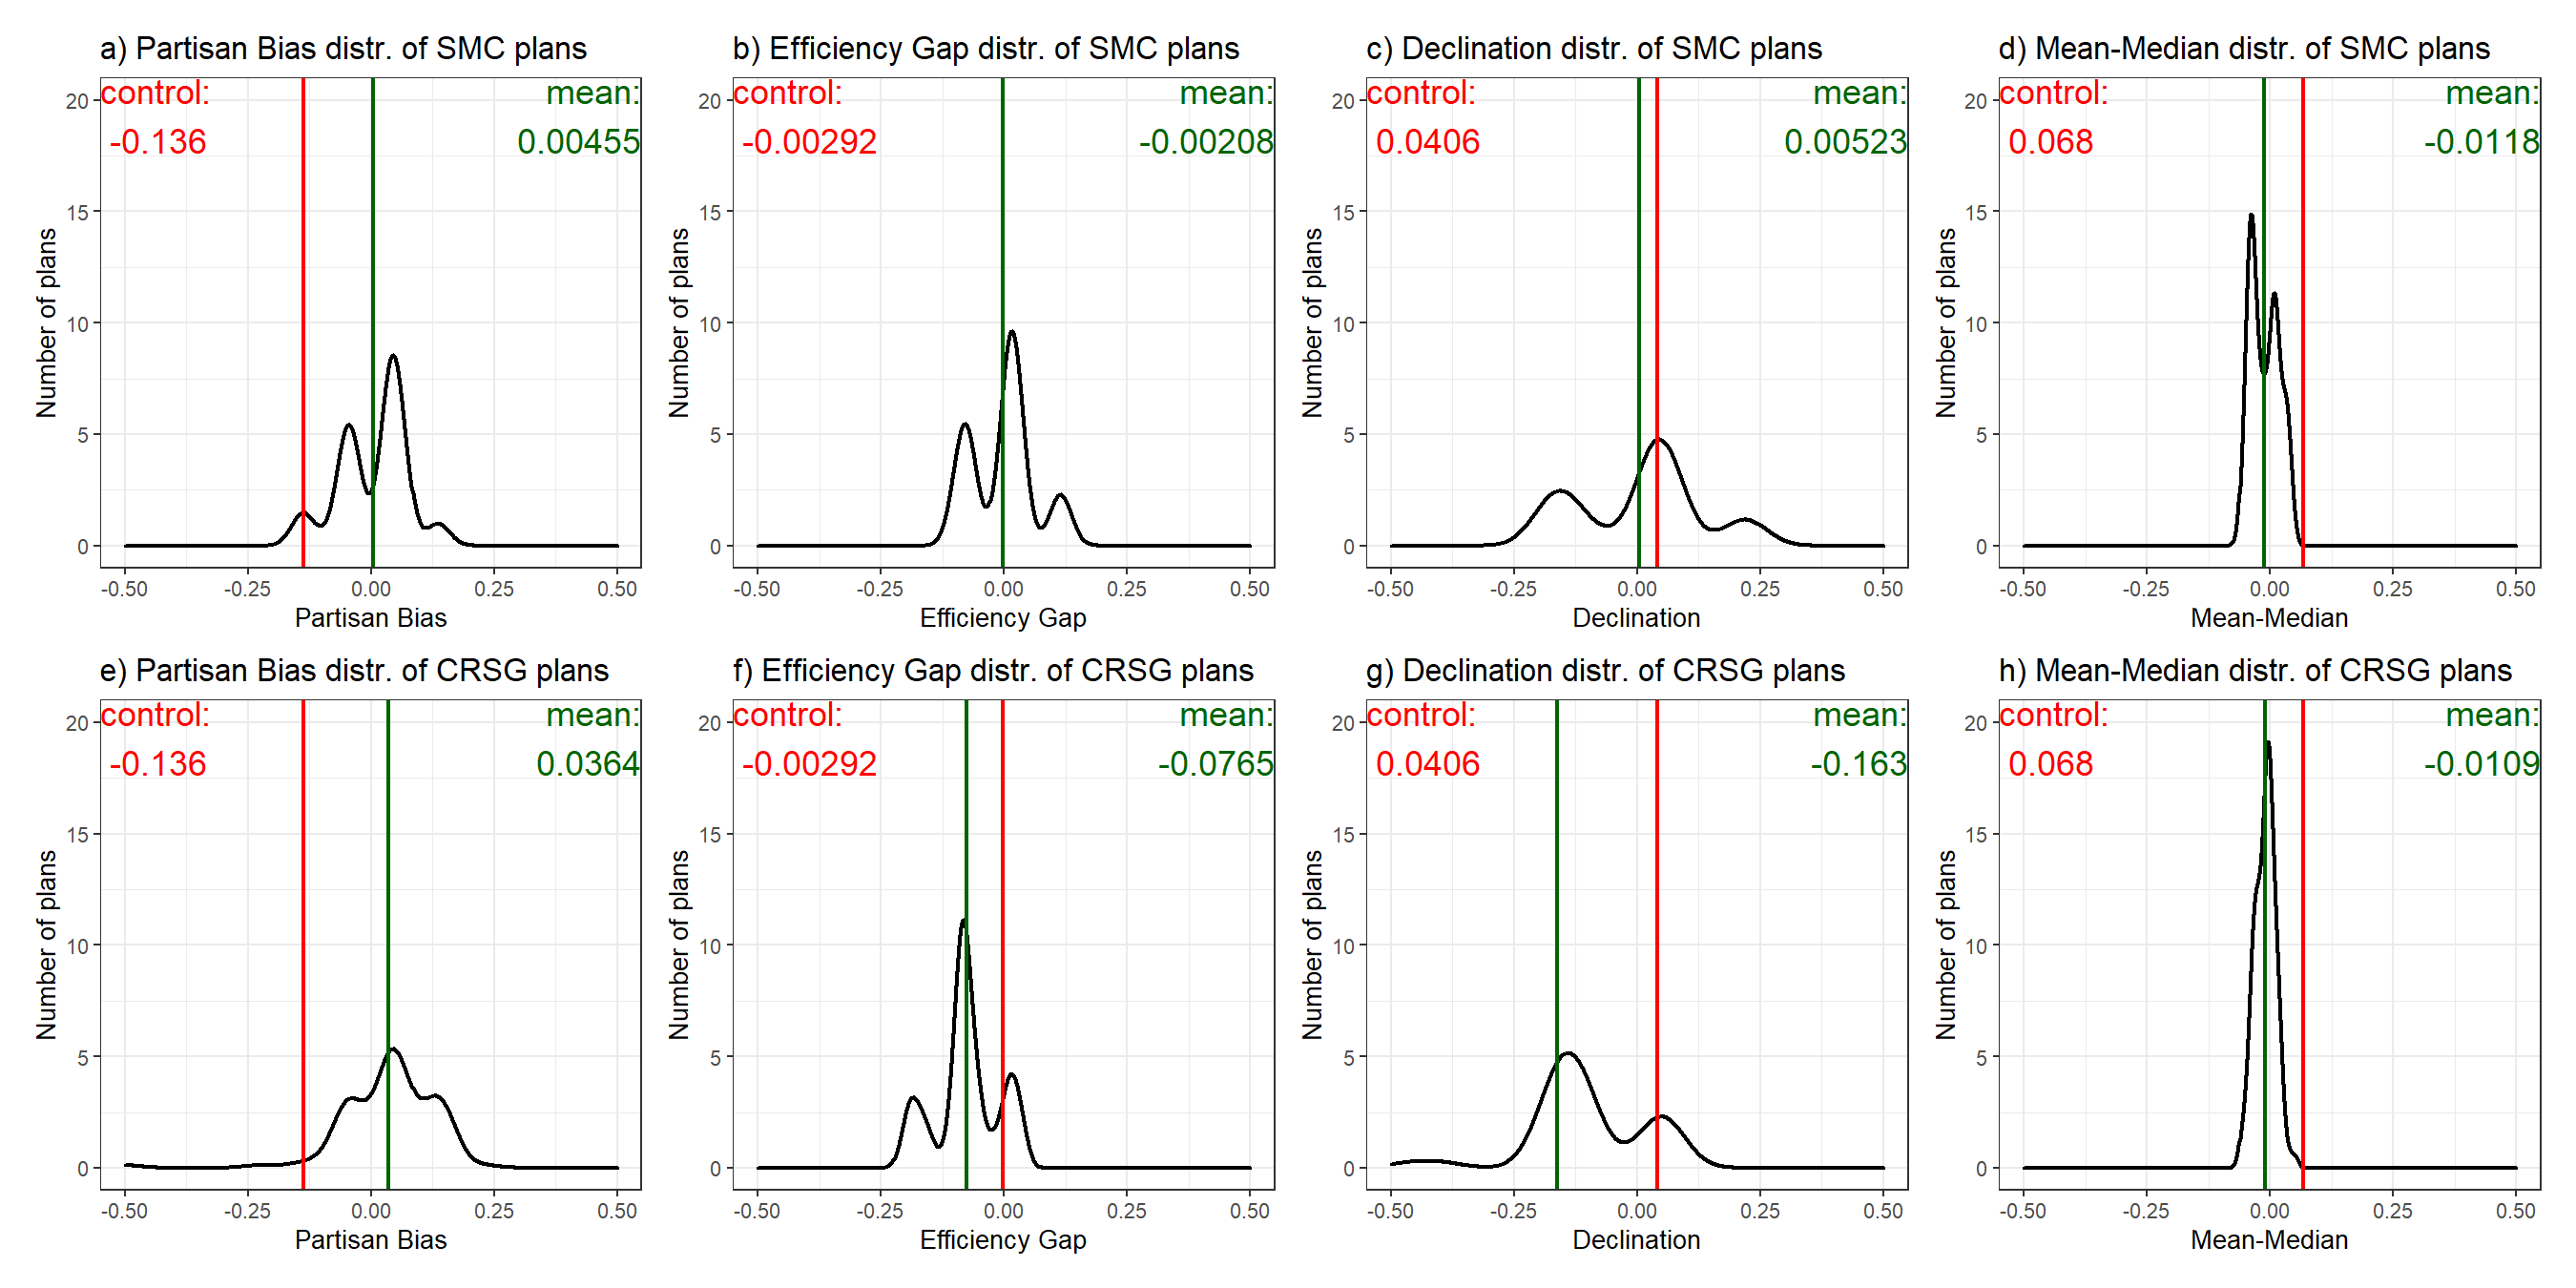 a) Partisan Bias distr. of SMC plans
control:
-0.136
mean:
0.00455
Number of plans
20
15
10
5
0
-0.50
-0.25
0.00
0.25
0.50
Partisan Bias
b) Efficiency Gap distr. of SMC plans
control:
-0.00292
mean:
-0.00208
Number of plans
20
15
10
5
0
-0.50
-0.25
0.00
0.25
0.50
Efficiency Gap
c) Declination distr. of SMC plans
control:
0.0406
mean:
0.00523
Number of plans
20
15
10
5
0
-0.50
-0.25
0.00
0.25
0.50
Declination
d) Mean-Median distr. of SMC plans
control:
0.068
mean:
-0.0118
Number of plans
20
15
10
5
0
-0.50
-0.25
0.00
0.25
0.50
Mean-Median
e) Partisan Bias distr. of CRSG plans
control:
-0.136
mean:
0.0364
Number of plans
20
15
10
5
0
-0.50
-0.25
0.00
0.25
0.50
Partisan Bias
f) Efficiency Gap distr. of CRSG plans
control:
-0.00292
mean:
-0.0765
Number of plans
20
15
10
5
0
-0.50
-0.25
0.00
0.25
0.50
Efficiency Gap
g) Declination distr. of CRSG plans
control:
0.0406
mean:
-0.163
Number of plans
20
15
10
5
0
-0.50
-0.25
0.00
0.25
0.50
Declination
h) Mean-Median distr. of CRSG plans
control:
0.068
mean:
-0.0109
Number of plans
20
15
10
5
0
-0.50
-0.25
0.00
0.25
0.50
Mean-Median